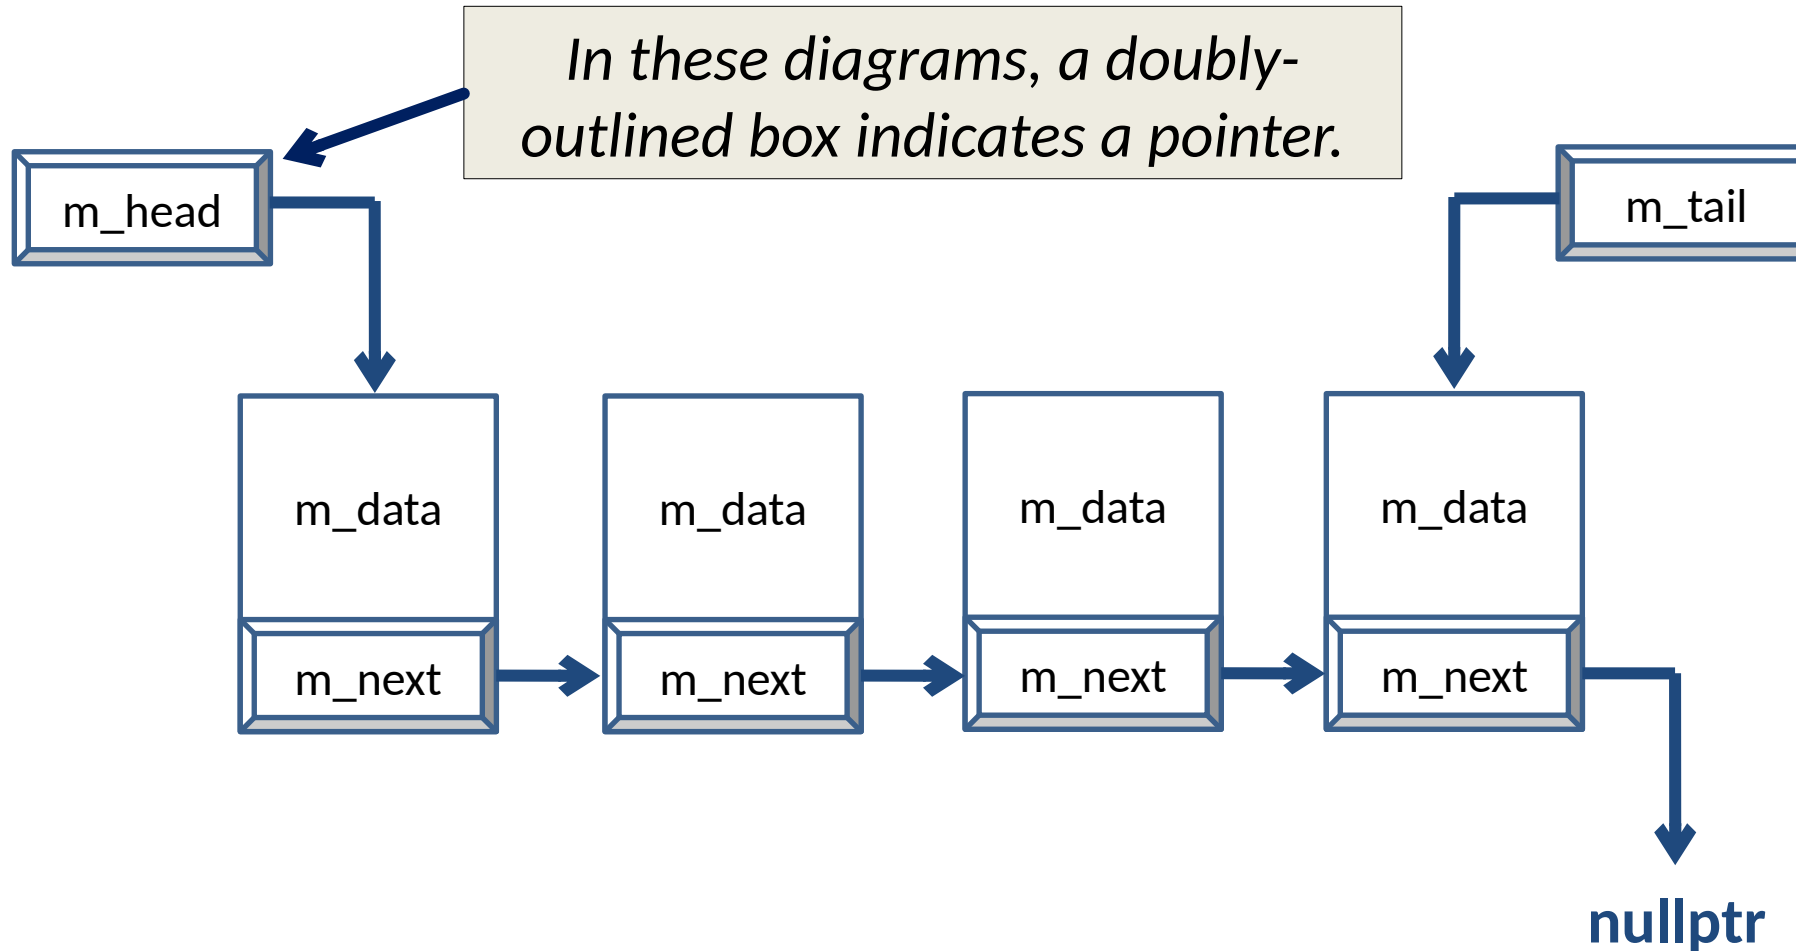 In these diagrams, a doubly-
outlined box indicates a pointer.
m_head
m_tail
m_data
m_data
m_data
m_data
m_next
m_next
m_next
m_next
nullptr